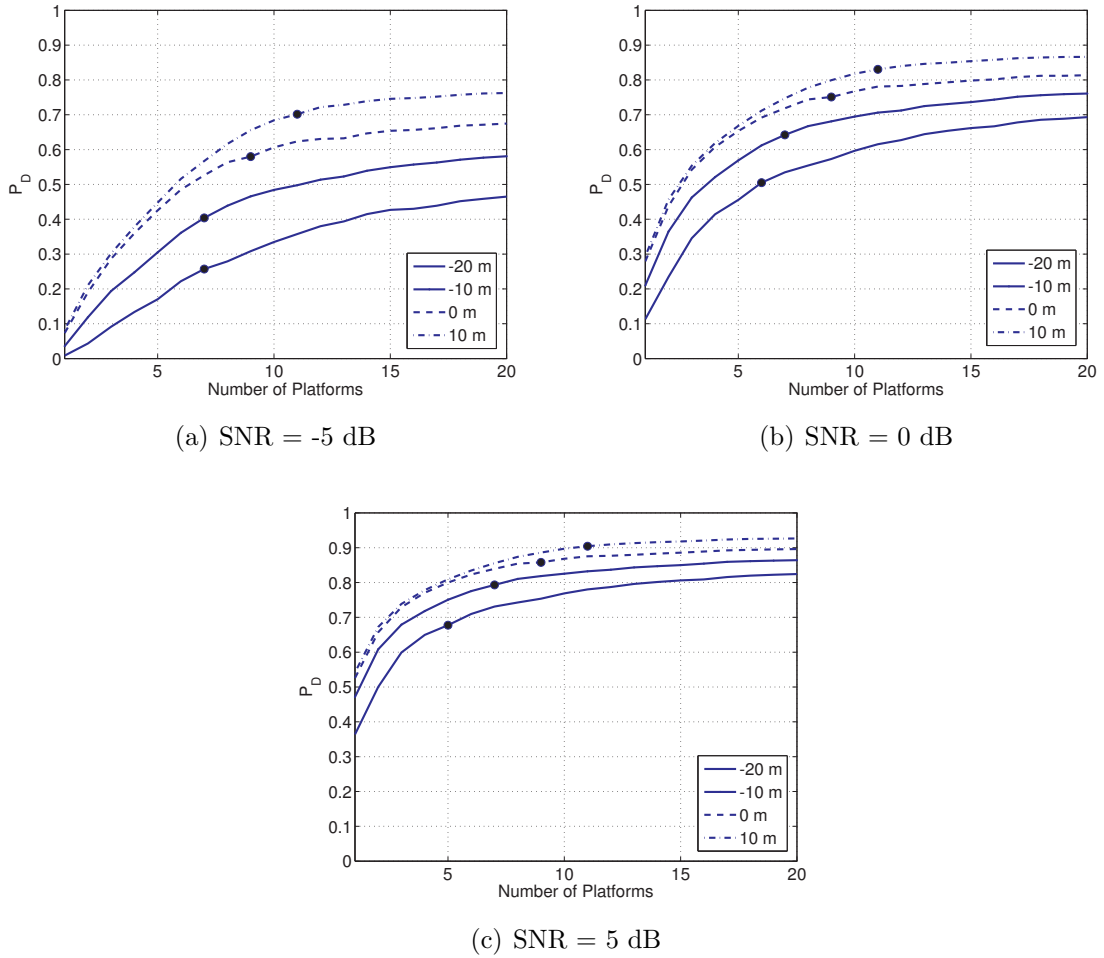 1
0.9
0.8
0.7
0.6
0.5
0.4
0.3
0.2
0.1
0
P_D
5 10 15 20
Number of Platforms
-20 m
-10 m
0 m
10 m
(a) SNR = -5 dB
1
0.9
0.8
0.7
0.6
0.5
0.4
0.3
0.2
0.1
0
P_D
5 10 15 20
Number of Platforms
-20 m
-10 m
0 m
10 m
(b) SNR = 0 dB
1
0.9
0.8
0.7
0.6
0.5
0.4
0.3
0.2
0.1
0
P_D
5 10 15 20
Number of Platforms
-20 m
-10 m
0 m
10 m
(c) SNR = 5 dB